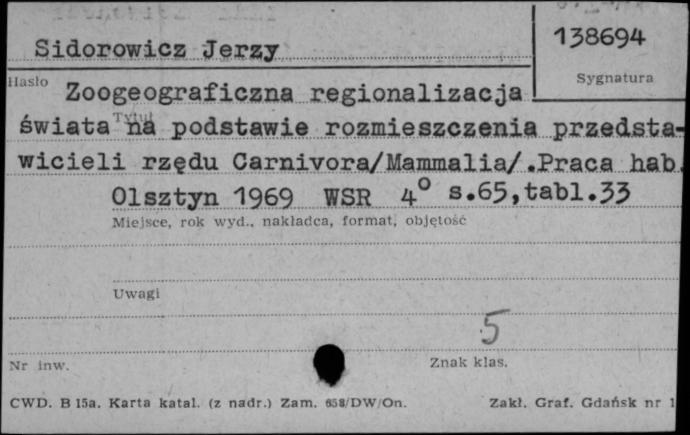 138694
Sidorowicz Jerzy
Hasło
Sygnatura
Zoogeograficzna regionalizacja
Tytuł
świata na podstawie rozmieszczenia przedsta-
wicieli rzędu Carnivora/Mammalia/.Praca hab.
Olsztyn 1969 WSR 4° s.65,tabl.33
Miejsce, rok wyd., nakładca, format, objętość
Uwagi
5
Nr inw.
Znak klas.
CWD. B 15a. Karta katal. (z nadr.) Zam. 658/DW/On. Zakł. Graf. Gdańsk nr 1